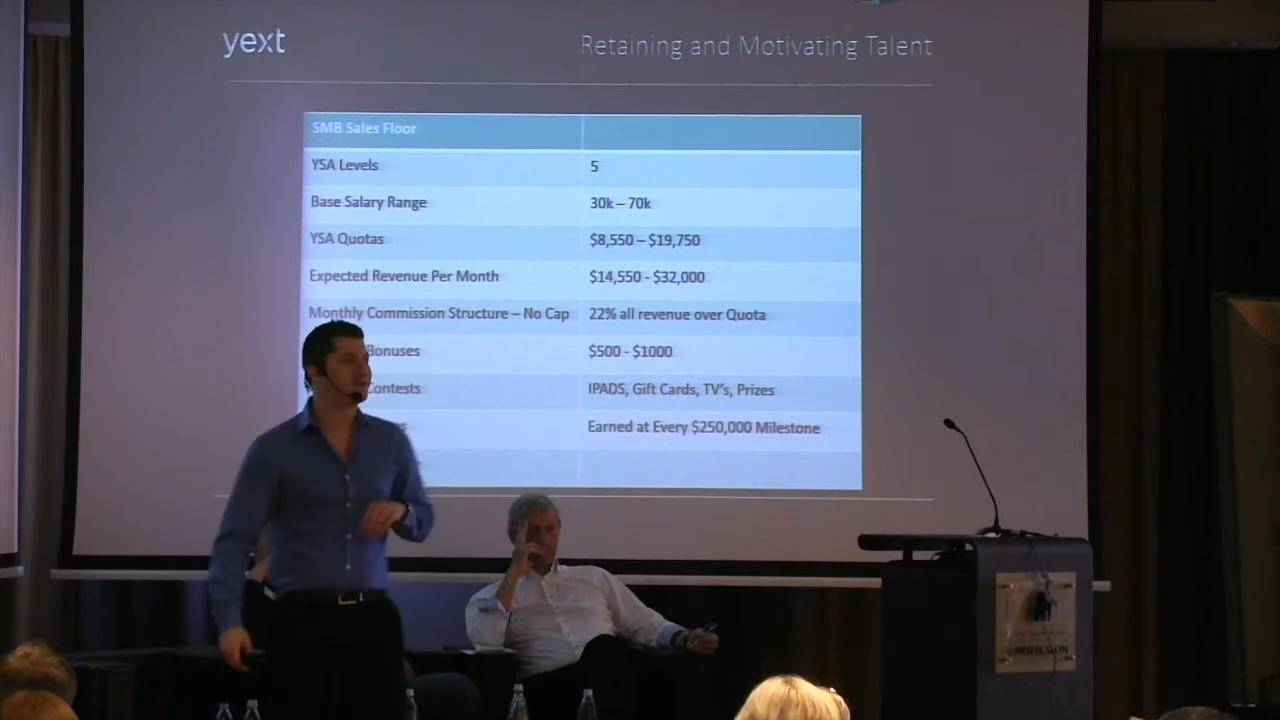 yext
Retaining and Motivating Talent
SMB Sales Floor
YSA Levels 5
Base Salary Range 30k – 70k
YSA Quotas $8,550 – $19,750
Expected Revenue Per Month $14,550 - $32,000
Monthly Commission Structure – No Cap 22% all revenue over Quota
Bonuses $500 - $1000
Contests IPADS, Gift Cards, TV's, Prizes
Earned at Every $250,000 Milestone